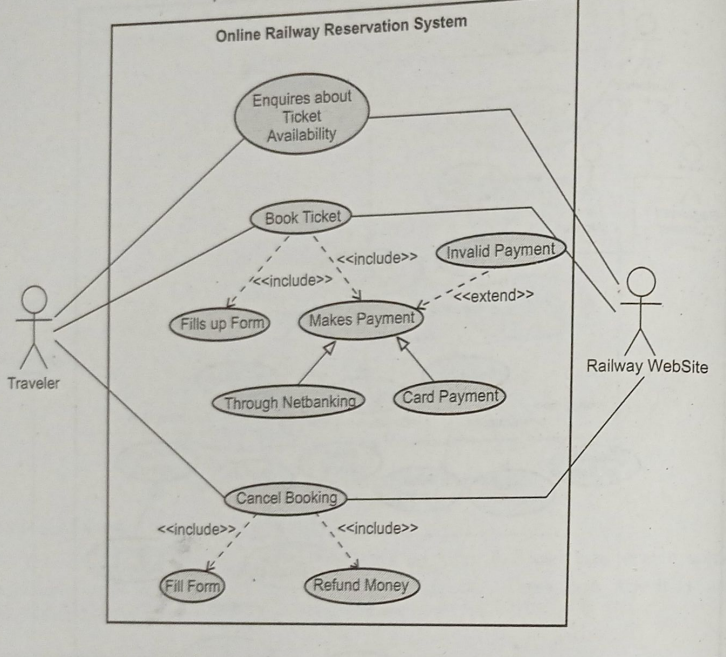 Online Railway Reservation System
Enquires about
Ticket
Availability
Book Ticket
Invalid Payment
<<include>>
<<include>>
<<extend>>
Fills up Form
Makes Payment
Traveler
Railway WebSite
Through Netbanking
Card Payment
Cancel Booking
<<include>>
<<include>>
Fill Form
Refund Money